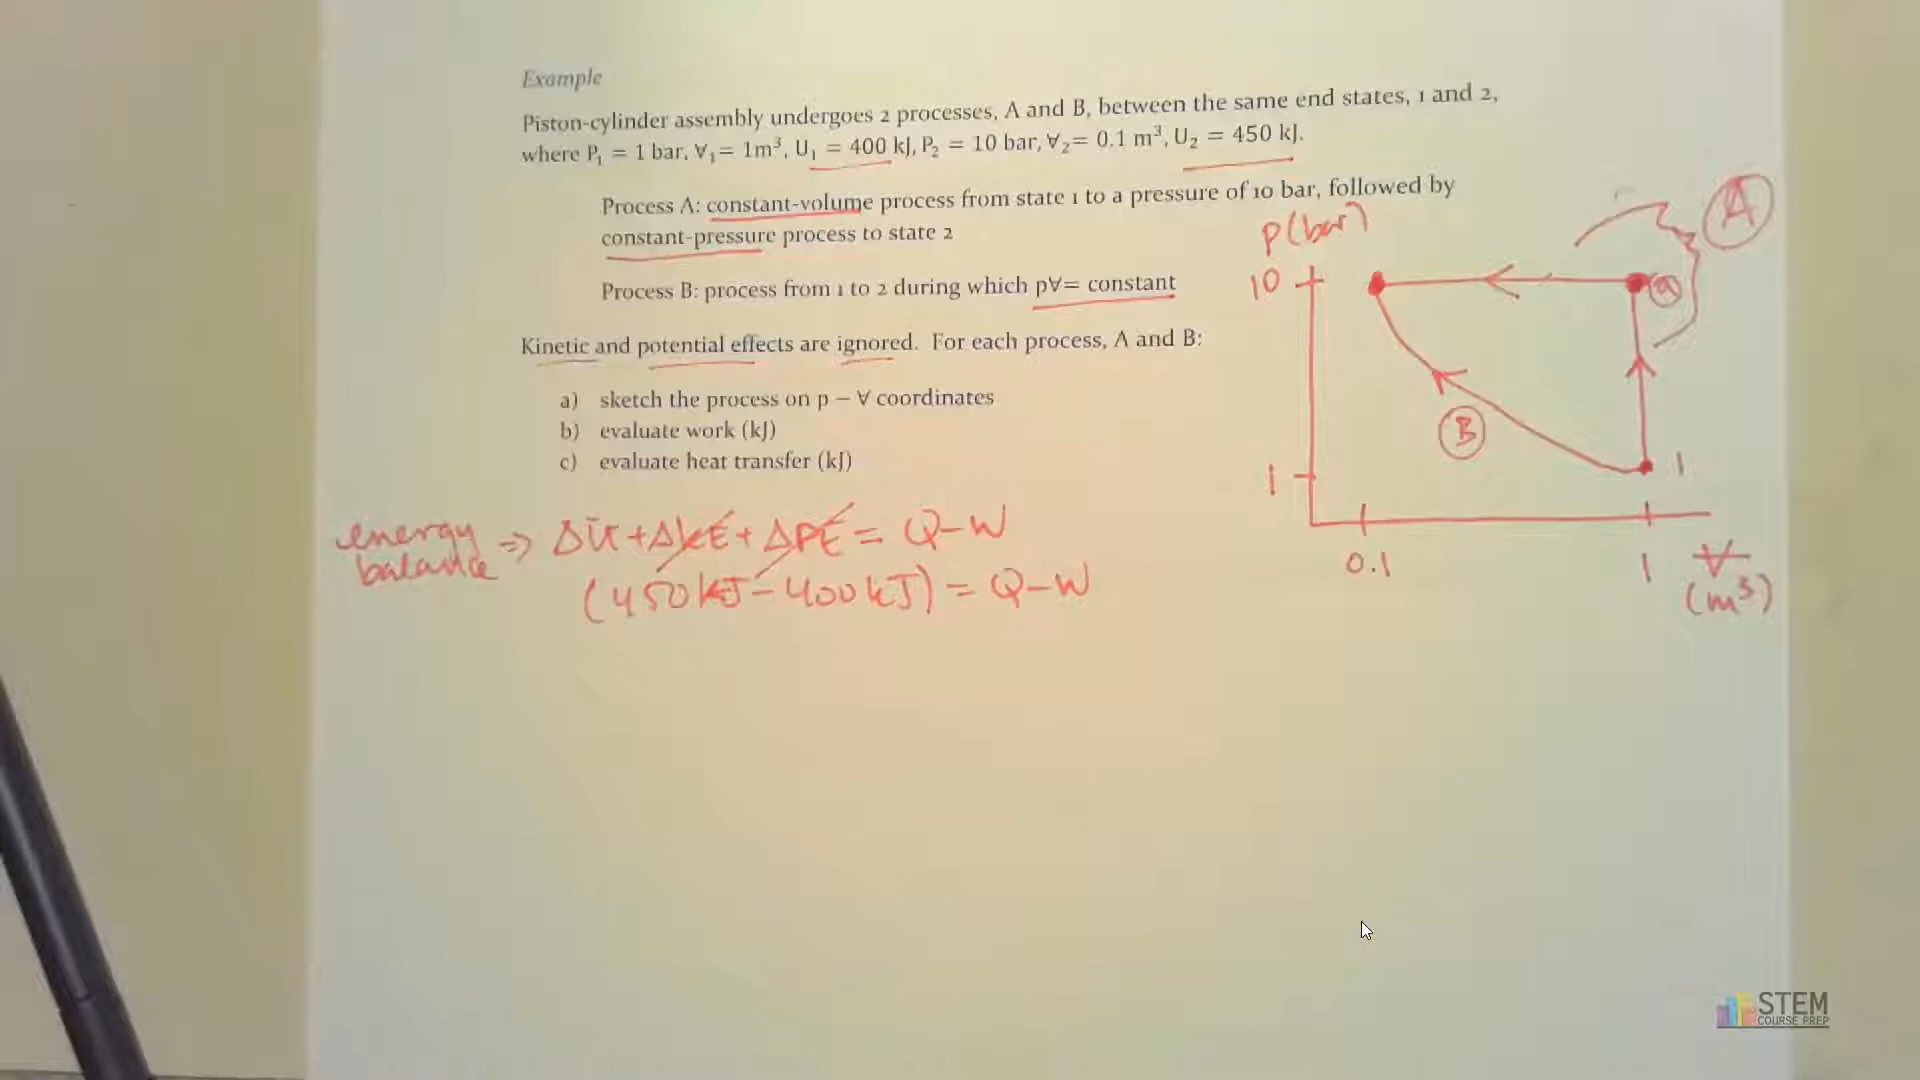 Example
Piston-cylinder assembly undergoes 2 processes, A and B, between the same end states, 1 and 2,
where P₁ = 1 bar, ∀₁= 1m³, U₁ = 400 kJ, P₂ = 10 bar, ∀₂= 0.1 m³, U₂ = 450 kJ.
Process A: constant-volume process from state 1 to a pressure of 10 bar, followed by
constant-pressure process to state 2
Process B: process from 1 to 2 during which p∀= constant
Kinetic and potential effects are ignored. For each process, A and B:
a) sketch the process on p – ∀ coordinates
b) evaluate work (kJ)
c) evaluate heat transfer (kJ)
energy
balance
⇒ ΔU + ΔKE + ΔPE = Q-W
(450kJ - 400kJ) = Q-W
p(bar)
A
10
a
B
1
1
0.1
1
∀
(m³)
STEM
COURSE PREP